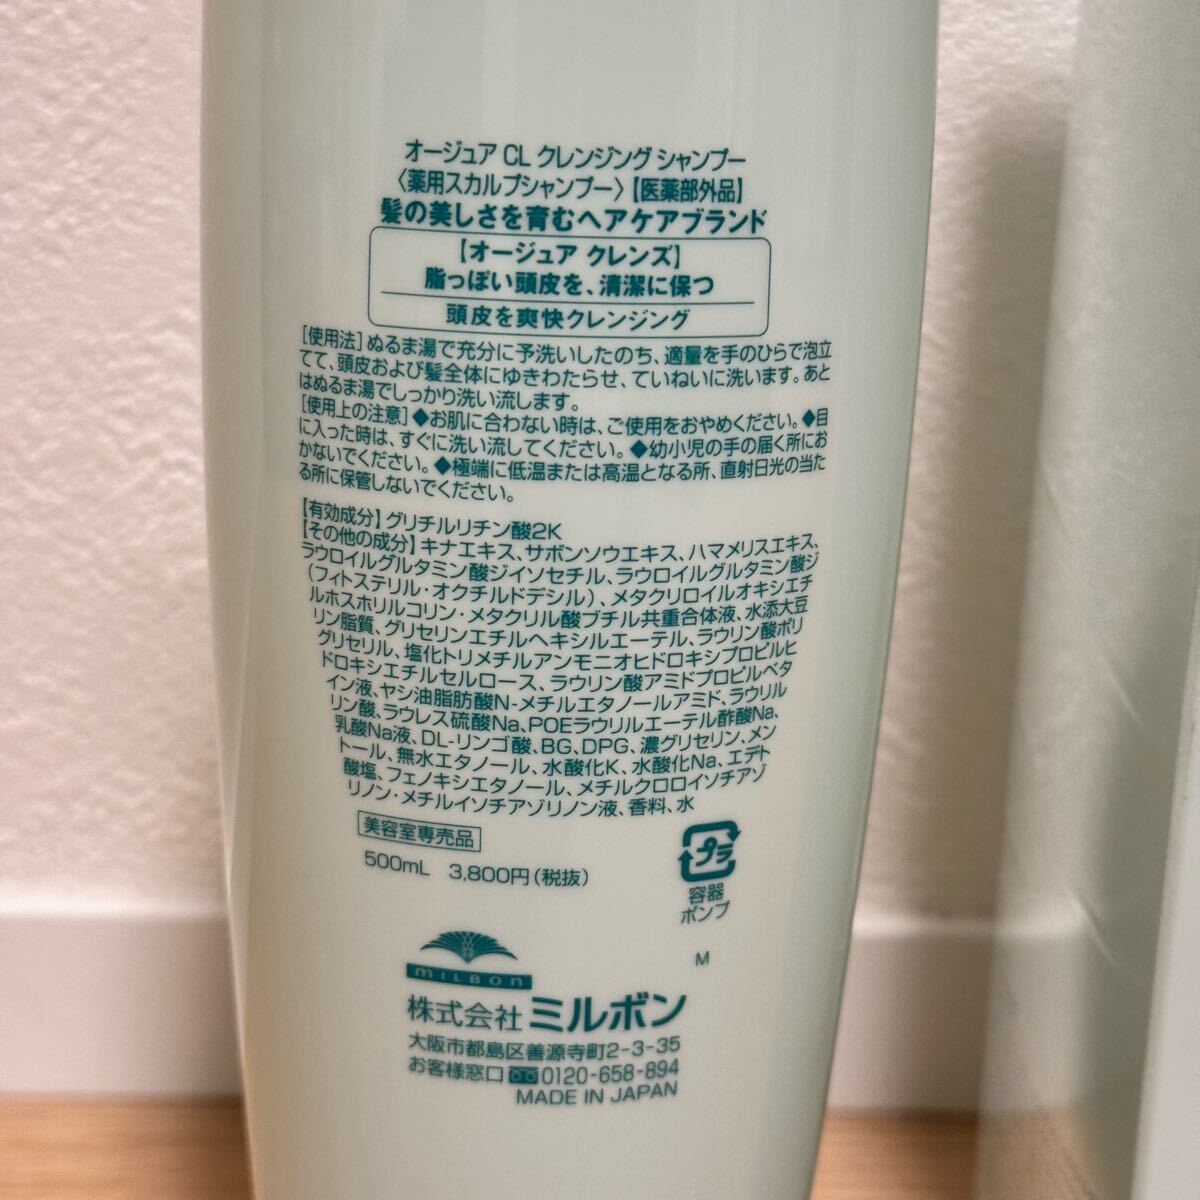 オージュア CL クレンジング シャンプー
〈薬用スカルプシャンプー〉【医薬部外品】
髪の美しさを育むヘアケアブランド
【オージュア クレンズ】
脂っぽい頭皮を、清潔に保つ
頭皮を爽快クレンジング
［使用法］ぬるま湯で充分に予洗いしたのち、適量を手のひらで泡立
てて、頭皮および髪全体にゆきわたらせ、ていねいに洗います。あと
はぬるま湯でしっかり洗い流します。
［使用上の注意］◆お肌に合わない時は、ご使用をおやめください。◆目
に入った時は、すぐに洗い流してください。◆幼小児の手の届く所にお
かないでください。◆極端に低温または高温となる所、直射日光の当た
る所に保管しないでください。
【有効成分】グリチルリチン酸2K
【その他の成分】キナエキス、サボンソウエキス、ハマメリスエキス、
ラウロイルグルタミン酸ジイソセチル、ラウロイルグルタミン酸ジ
（フィトステリル・オクチルドデシル）、メタクリロイルオキシエチ
ルホスホリルコリン・メタクリル酸ブチル共重合体液、水添大豆
リン脂質、グリセリンエチルヘキシルエーテル、ラウリン酸ポリ
グリセリル、塩化トリメチルアンモニオヒドロキシプロピルヒ
ドロキシエチルセルロース、ラウリン酸アミドプロピルベタ
イン液、ヤシ油脂肪酸N-メチルエタノールアミド、ラウリル
リン酸、ラウレス硫酸Na、POEラウリルエーテル酢酸Na、
乳酸Na液、DL-リンゴ酸、BG、DPG、濃グリセリン、メン
トール、無水エタノール、水酸化K、水酸化Na、エデト
酸塩、フェノキシエタノール、メチルクロロイソチアゾ
リノン・メチルイソチアゾリノン液、香料、水
美容室専売品
500mL 3,800円（税抜）
プラ
容器
ポンプ
M
MILBON
株式会社 ミルボン
大阪市都島区善源寺町2-3-35
お客様窓口 0120-658-894
MADE IN JAPAN